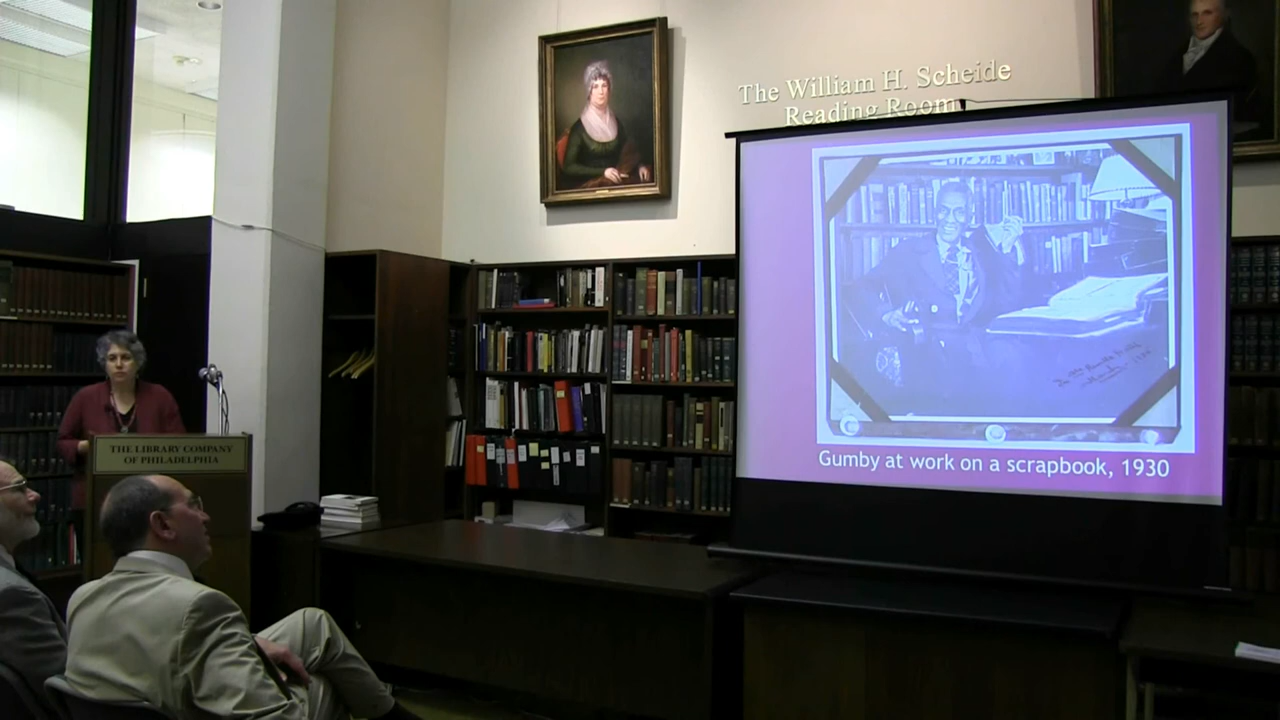 The William H. Scheide
Reading Room
THE LIBRARY COMPANY
OF PHILADELPHIA
Gumby at work on a scrapbook, 1930